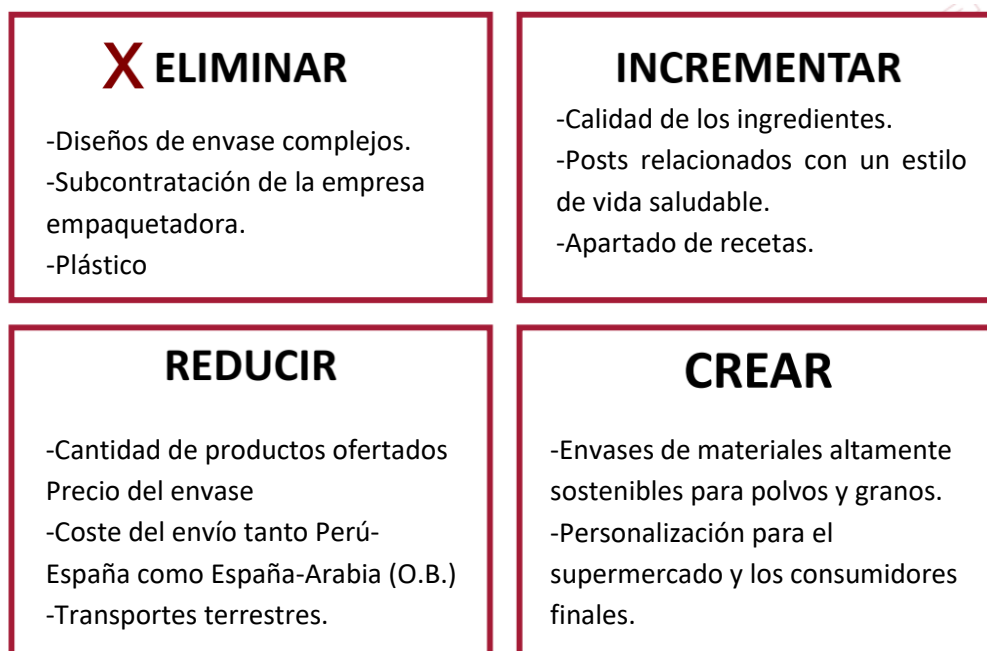 X ELIMINAR
-Diseños de envase complejos.
-Subcontratación de la empresa
empaquetadora.
-Plástico
INCREMENTAR
-Calidad de los ingredientes.
-Posts relacionados con un estilo
de vida saludable.
-Apartado de recetas.
REDUCIR
-Cantidad de productos ofertados
Precio del envase
-Coste del envío tanto Perú-
España como España-Arabia (O.B.)
-Transportes terrestres.
CREAR
-Envases de materiales altamente
sostenibles para polvos y granos.
-Personalización para el
supermercado y los consumidores
finales.